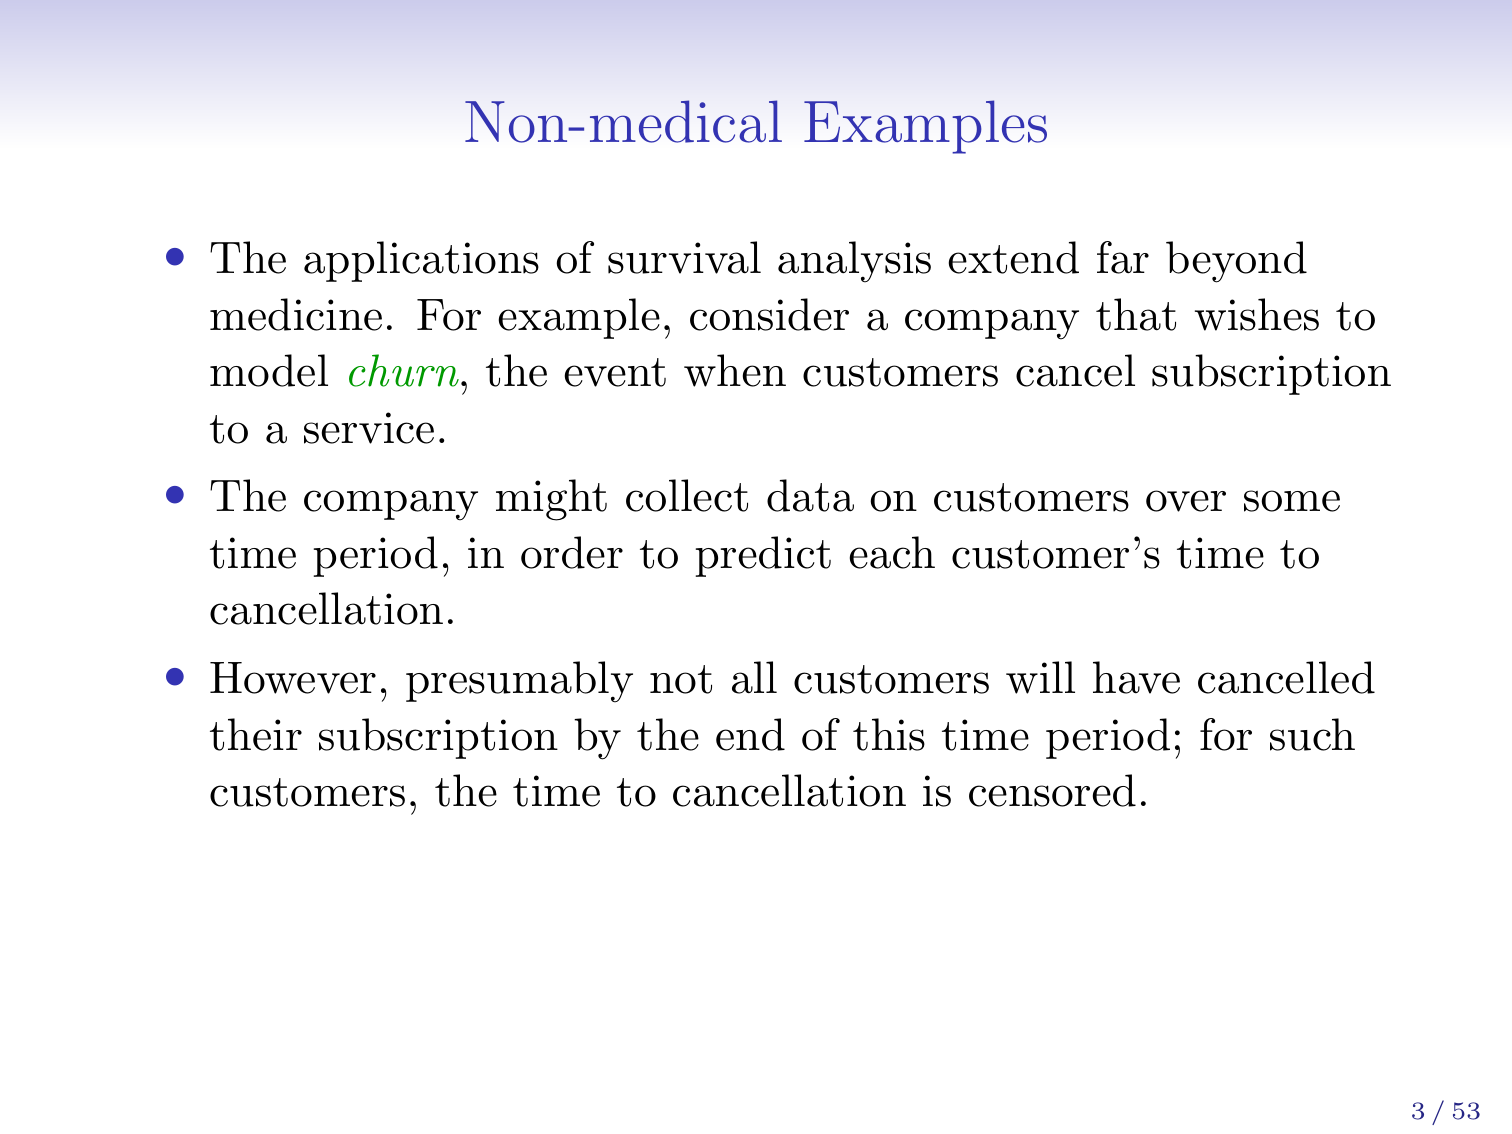 Non-medical Examples
• The applications of survival analysis extend far beyond
medicine. For example, consider a company that wishes to
model churn, the event when customers cancel subscription
to a service.
• The company might collect data on customers over some
time period, in order to predict each customer’s time to
cancellation.
• However, presumably not all customers will have cancelled
their subscription by the end of this time period; for such
customers, the time to cancellation is censored.
3 / 53